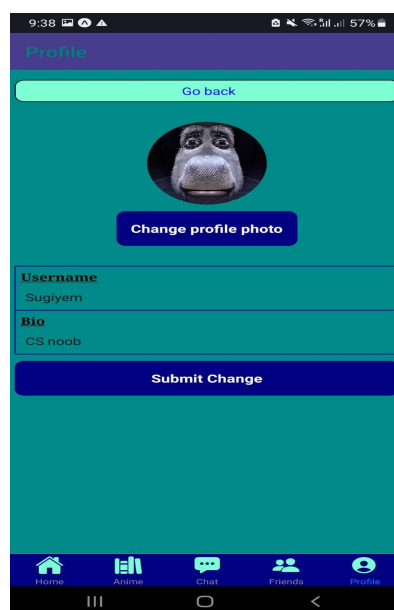 9:38 57%
Profile
Go back
Change profile photo
Username
Sugiyem
Bio
CS noob
Submit Change
Home Anime Chat Friends Profile